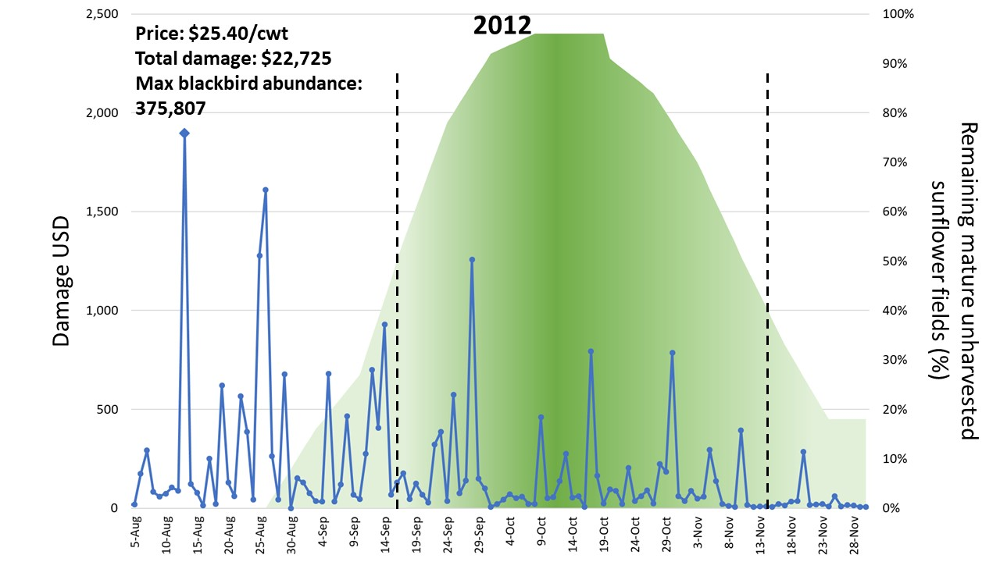 2012
Price: $25.40/cwt
Total damage: $22,725
Max blackbird abundance:
375,807
Damage USD
2,500
2,000
1,500
1,000
500
0
100%
90%
80%
70%
60%
50%
40%
30%
20%
10%
0%
Remaining mature unharvested
sunflower fields (%)
5-Aug
10-Aug
15-Aug
20-Aug
25-Aug
30-Aug
4-Sep
9-Sep
14-Sep
19-Sep
24-Sep
29-Sep
4-Oct
9-Oct
14-Oct
19-Oct
24-Oct
29-Oct
3-Nov
8-Nov
13-Nov
18-Nov
23-Nov
28-Nov